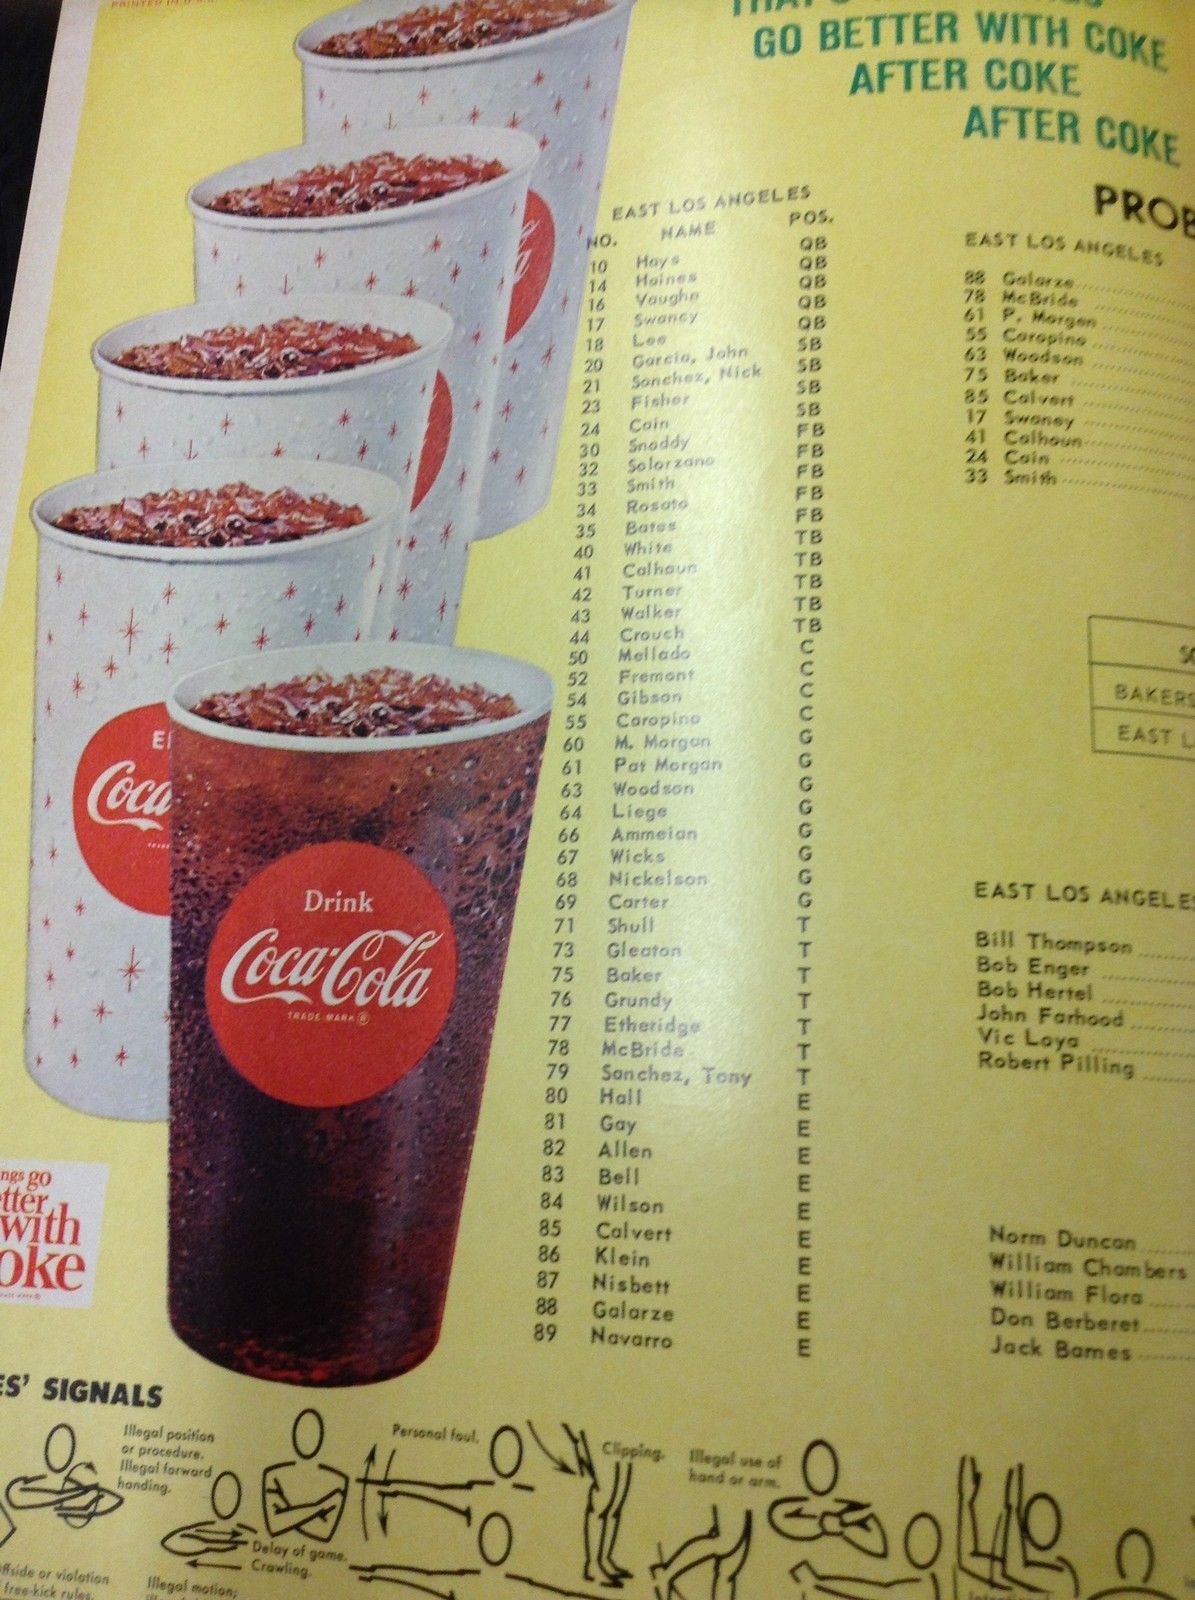 PRINTED IN U.S.A.
GO BETTER WITH COKE
AFTER COKE
AFTER COKE
EAST LOS ANGELES
NO. NAME POS.
10 Hays QB
14 Haines QB
16 Vaughn QB
17 Swaney QB
18 Lee QB
20 Garcia, John SB
21 Sanchez, Nick SB
23 Fisher SB
24 Cain SB
30 Snoddy FB
32 Solorzano FB
33 Smith FB
34 Rosato FB
35 Bates FB
40 White TB
41 Calhoun TB
42 Turner TB
43 Walker TB
44 Crouch TB
50 Mellado C
52 Fremont C
54 Gibson C
55 Caropino C
60 M. Morgan G
61 Pat Morgan G
63 Woodson G
64 Liege G
66 Ammeian G
67 Wicks G
68 Nickelson G
69 Carter G
71 Shull T
73 Gleaton T
75 Baker T
76 Grundy T
77 Etheridge T
78 McBride T
79 Sanchez, Tony T
80 Hall E
81 Gay E
82 Allen E
83 Bell E
84 Wilson E
85 Calvert E
86 Klein E
87 Nisbett E
88 Galarze E
89 Navarro E
PROB
EAST LOS ANGELES
88 Galarze
78 McBride
61 P. Morgan
55 Caropino
63 Woodson
75 Baker
85 Calvert
17 Swaney
41 Calhoun
24 Cain
33 Smith
SC
BAKERS
EAST L
EAST LOS ANGELES
Bill Thompson
Bob Enger
Bob Hertel
John Farhood
Vic Loya
Robert Pilling
Norm Duncan
William Chambers
William Flora
Don Berberet
Jack Barnes
E
Coca
Drink
Coca-Cola
TRADE-MARK ®
ngs go
tter
with
oke
ES' SIGNALS
Illegal position
or procedure.
Illegal forward
handing.
Personal foul.
Clipping.
Illegal use of
hand or arm.
Delay of game.
Crawling.
ffside or violation
free-kick rules.
Illegal motion;